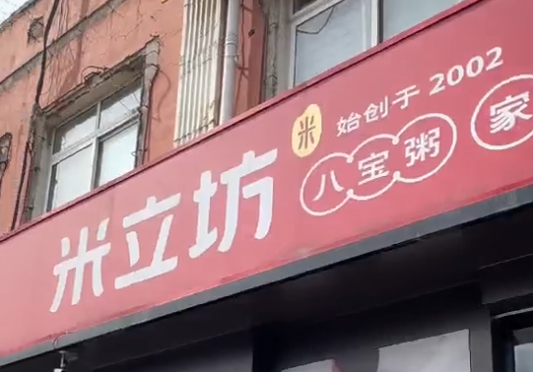 米立坊
米
始创于 2002
八宝粥
家